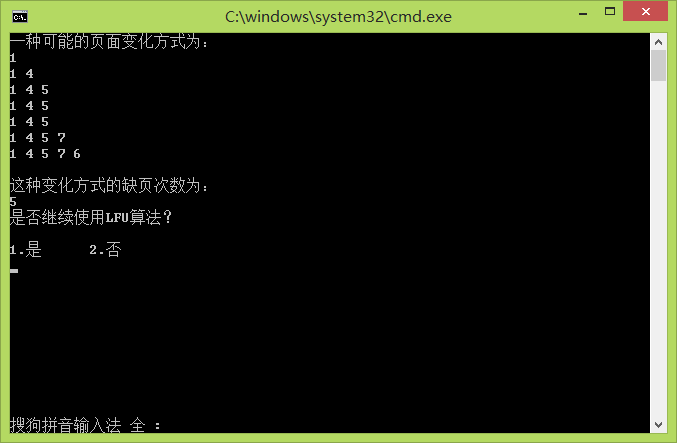 C:\windows\system32\cmd.exe
一种可能的页面变化方式为：
1
1 4
1 4 5
1 4 5
1 4 5
1 4 5 7
1 4 5 7 6
这种变化方式的缺页次数为：
5
是否继续使用LFU算法？
1.是 2.否
搜狗拼音输入法 全 ：